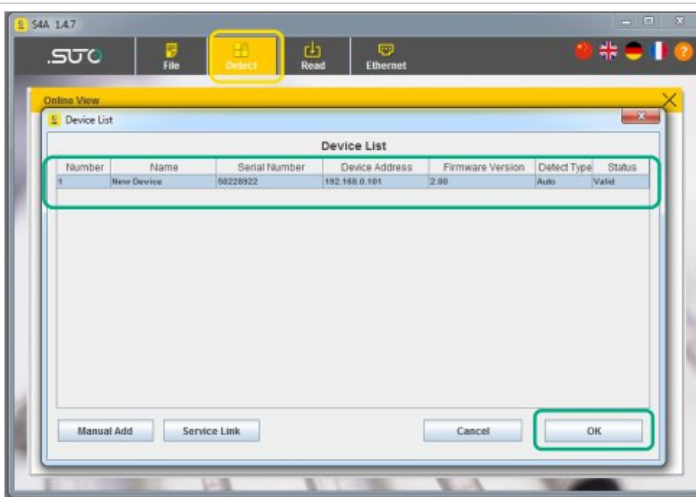 S4A 1.4.7
.SUTO
File
Detect
Read
Ethernet
?
Online View
Device List
Device List
Number Name Serial Number Device Address Firmware Version Detect Type Status
1 New Device 50228922 192.168.0.101 2.00 Auto Valid
Manual Add Service Link Cancel OK